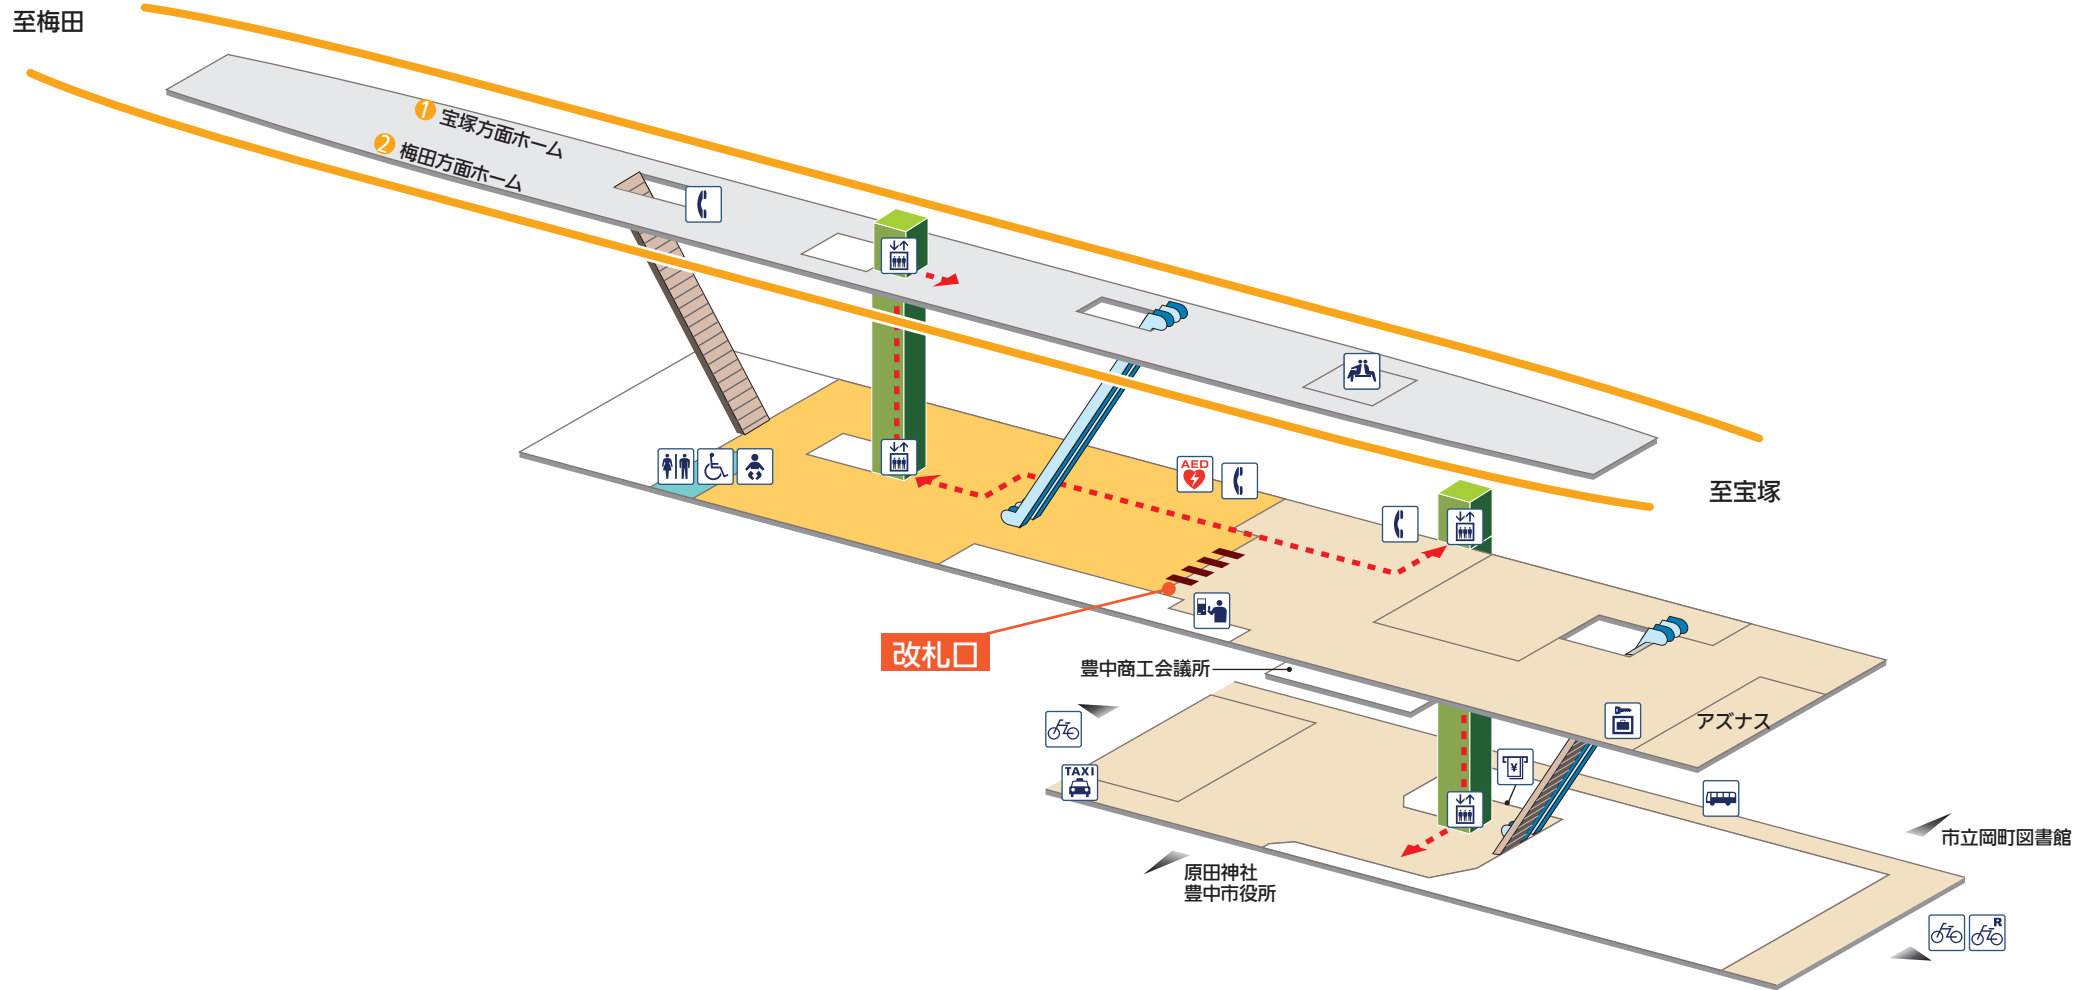 至梅田
1 宝塚方面ホーム
2 梅田方面ホーム
至宝塚
AED
改札口
豊中商工会議所
アズナス
TAXI
¥
市立岡町図書館
原田神社
豊中市役所
R